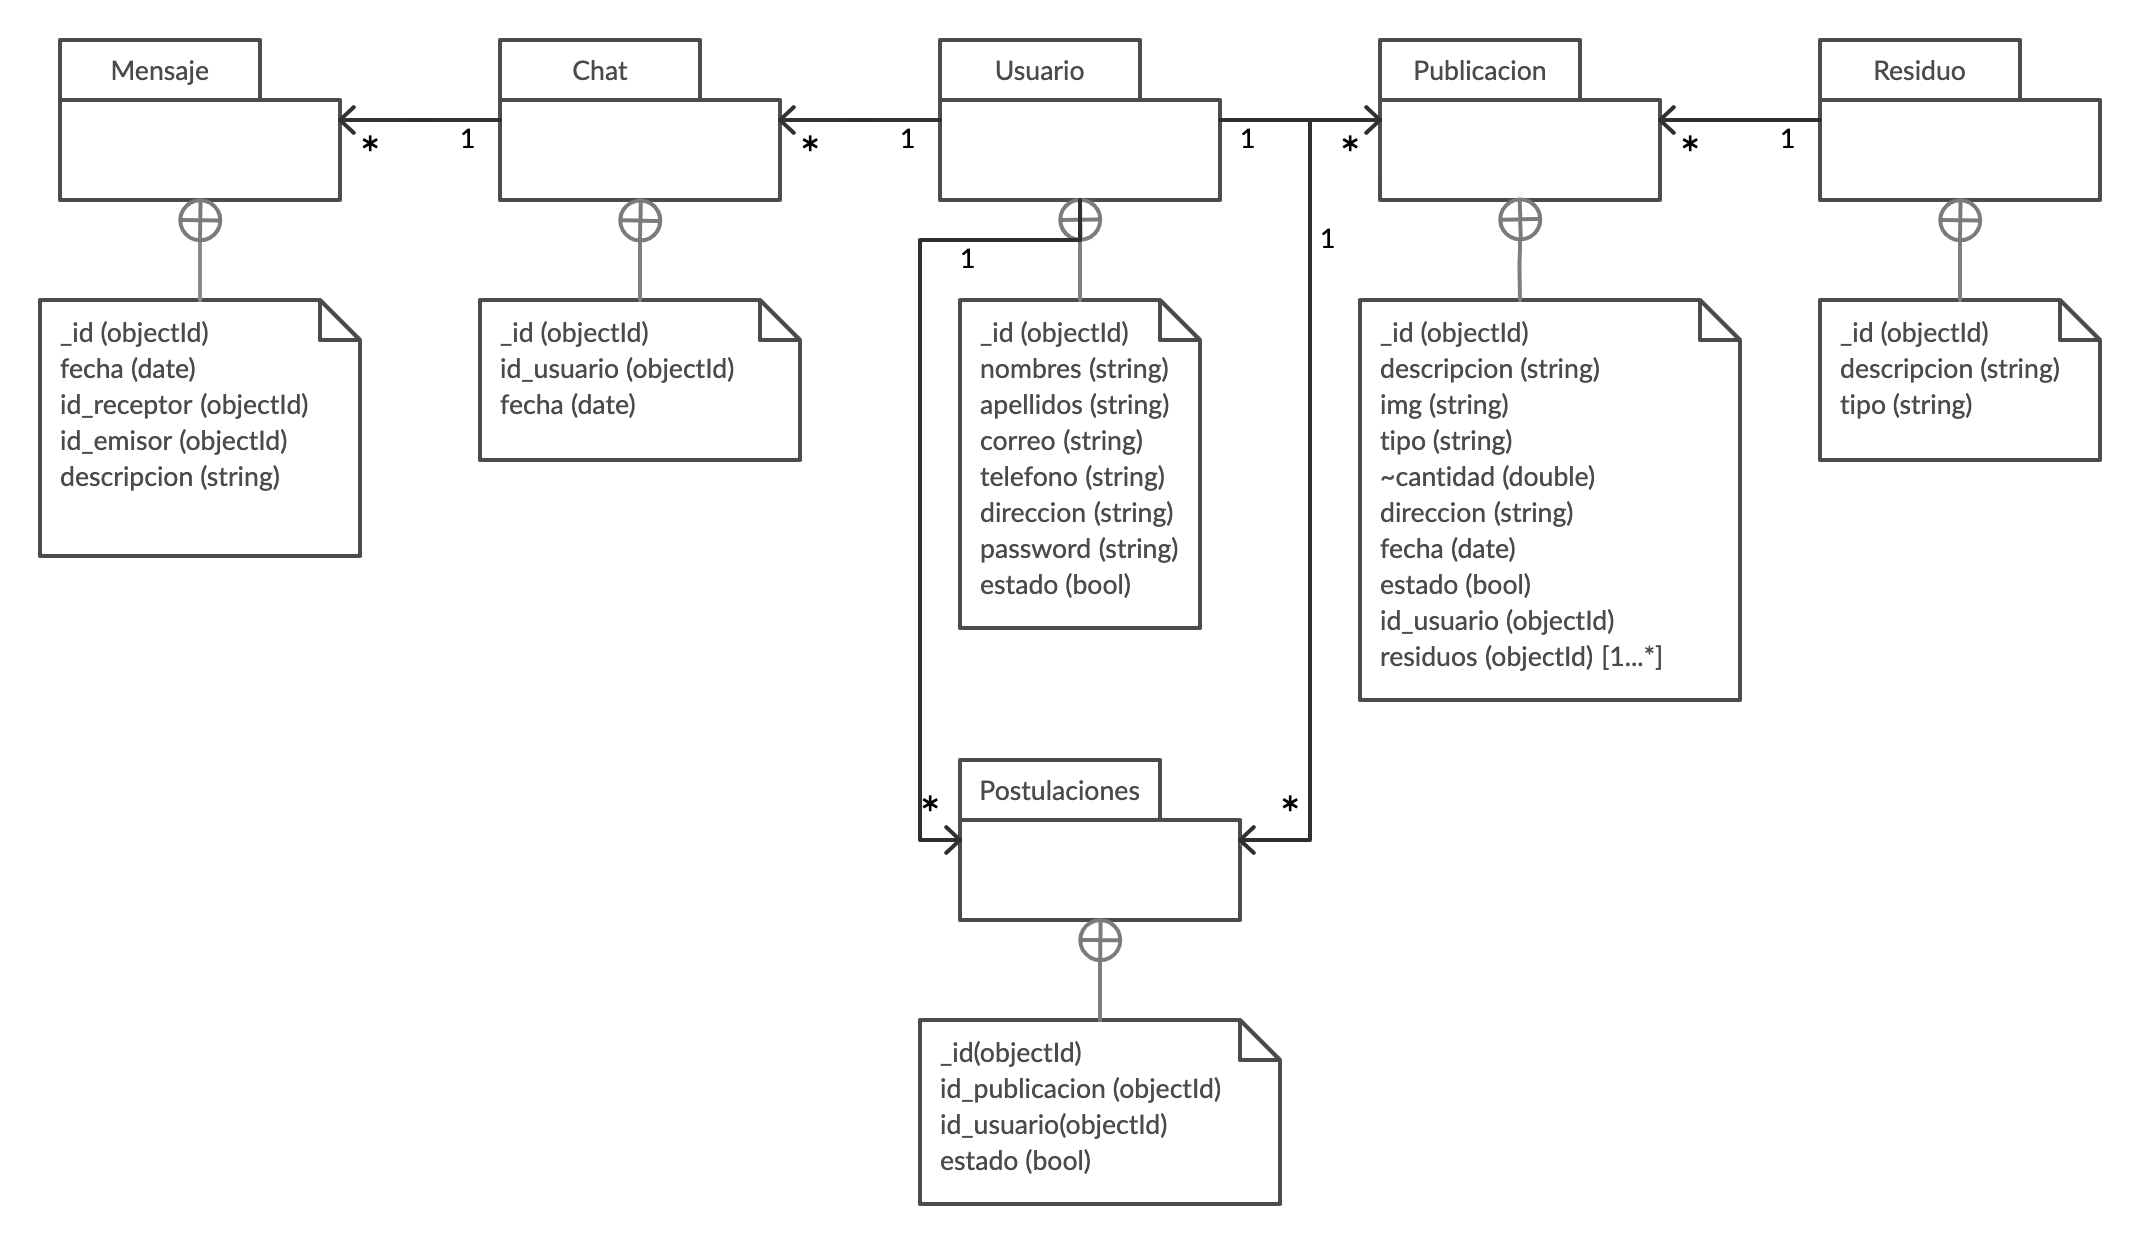 Mensaje
Chat
Usuario
Publicacion
Residuo
* 1
* 1
1 *
* 1
1
1
_id (objectId)
fecha (date)
id_receptor (objectId)
id_emisor (objectId)
descripcion (string)
_id (objectId)
id_usuario (objectId)
fecha (date)
_id (objectId)
nombres (string)
apellidos (string)
correo (string)
telefono (string)
direccion (string)
password (string)
estado (bool)
_id (objectId)
descripcion (string)
img (string)
tipo (string)
~cantidad (double)
direccion (string)
fecha (date)
estado (bool)
id_usuario (objectId)
residuos (objectId) [1...*]
_id (objectId)
descripcion (string)
tipo (string)
Postulaciones
*
*
_id(objectId)
id_publicacion (objectId)
id_usuario(objectId)
estado (bool)